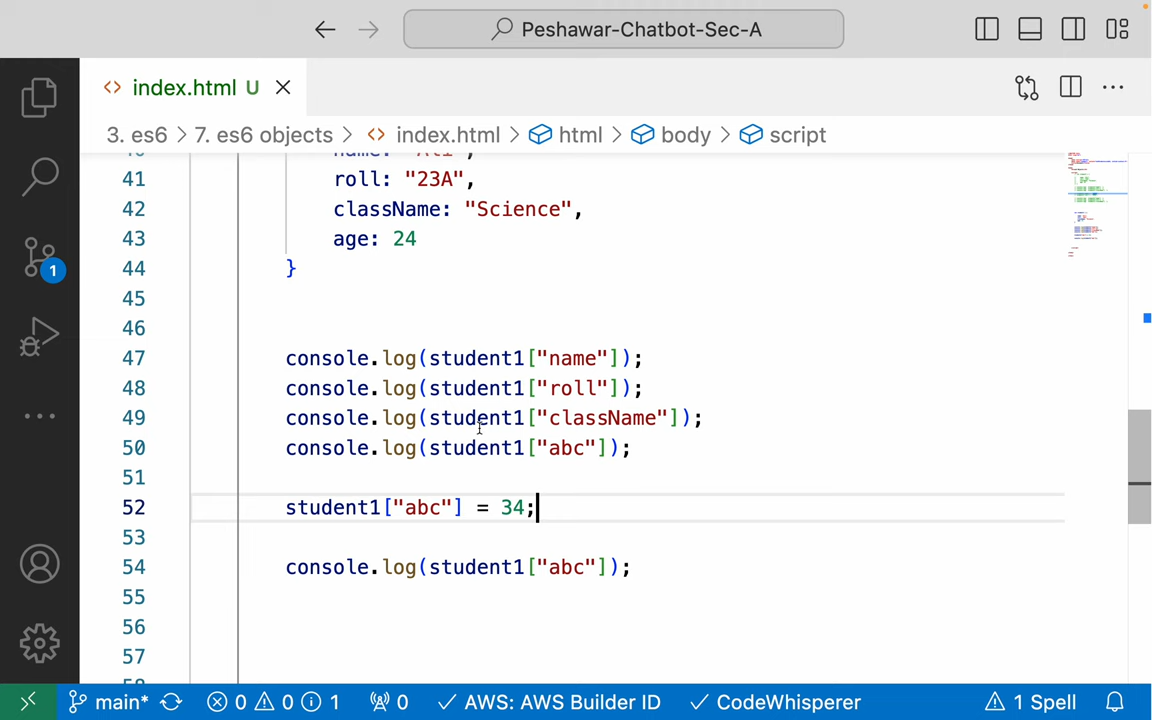 Peshawar-Chatbot-Sec-A
index.html U
3. es6 > 7. es6 objects > index.html > html > body > script
41 roll: "23A",
42 className: "Science",
43 age: 24
44 }
45
46
47 console.log(student1["name"]);
48 console.log(student1["roll"]);
49 console.log(student1["className"]);
50 console.log(student1["abc"]);
51
52 student1["abc"] = 34;
53
54 console.log(student1["abc"]);
55
56
57
1
main* 0 0 1 0 AWS: AWS Builder ID CodeWhisperer 1 Spell